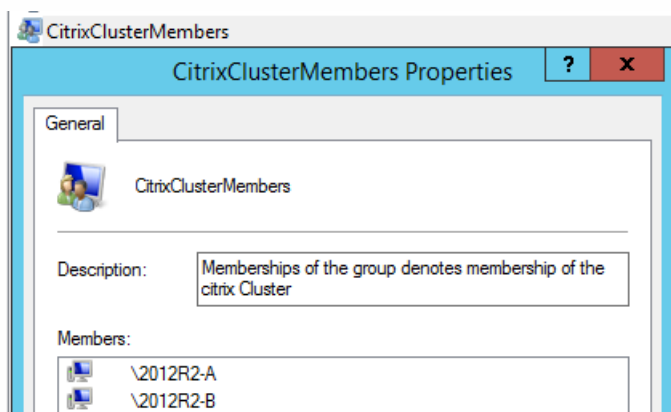 CitrixClusterMembers
CitrixClusterMembers Properties
?
x
General
CitrixClusterMembers
Description:
Memberships of the group denotes membership of the
citrix Cluster
Members:
\2012R2-A
\2012R2-B